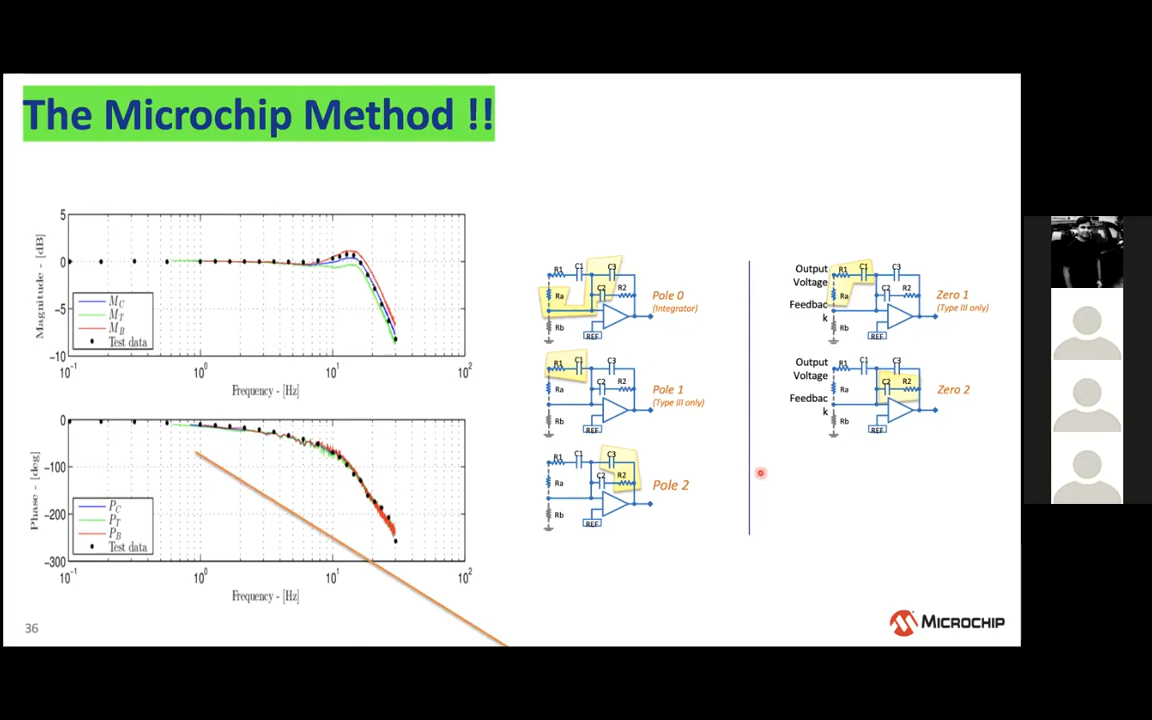 The Microchip Method !!
5
0
−5
−10
Magnitude - [dB]
M_C
M_T
M_B
Test data
10^-1
10^0
10^1
10^2
Frequency - [Hz]
0
−100
−200
−300
Phase - [deg]
P_C
P_T
P_B
Test data
10^-1
10^0
10^1
10^2
Frequency - [Hz]
R1 C1 C3
C2 R2
Ra
Rb
REF
Pole 0
(Integrator)
R1 C1 C3
C2 R2
Ra
Rb
REF
Pole 1
(Type III only)
R1 C1 C3
R2
C2
Ra
Rb
REF
Pole 2
Output
Voltage
Feedbac
k
R1 C1 C3
C2 R2
Ra
Rb
REF
Zero 1
(Type III only)
Output
Voltage
Feedbac
k
R1 C1 C3
C2 R2
Ra
Rb
REF
Zero 2
36
MICROCHIP